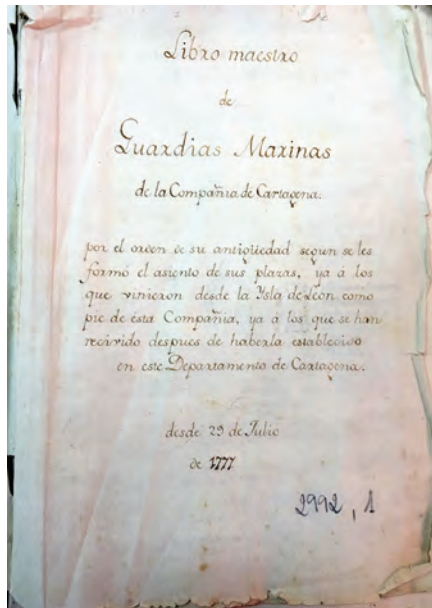 Libro maestro
de
Guardias Marinas
de la Compañia de Cartagena.
por el orden de su antigüedad segun se les
formó el asiento de sus plazas, ya á los
que vinieron desde la Ysla de Leon como
pie de esta Compañia, ya á los que se han
recivido despues de haberla establecido
en este Departamento de Cartagena.
desde 29 de Julio
de 1777
2992, 1